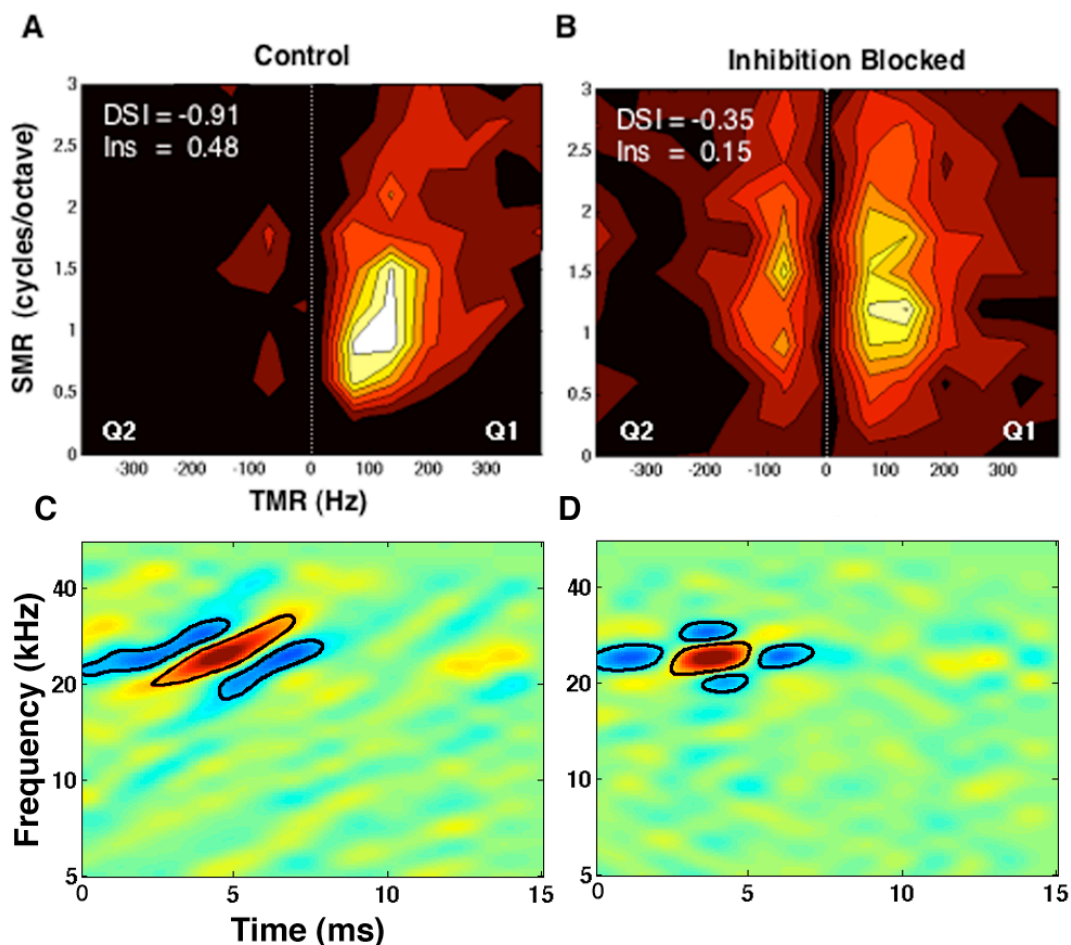 A
Control
DSI = -0.91
Ins = 0.48
Q2
Q1
3
2.5
2
1.5
1
0.5
0
-300
-200
-100
0
100
200
300
SMR (cycles/octave)
TMR (Hz)
B
Inhibition Blocked
DSI = -0.35
Ins = 0.15
Q2
Q1
3
2.5
2
1.5
1
0.5
0
-300
-200
-100
0
100
200
300
C
40
20
10
5
0
5
10
15
Frequency (kHz)
Time (ms)
D
40
20
10
5
0
5
10
15